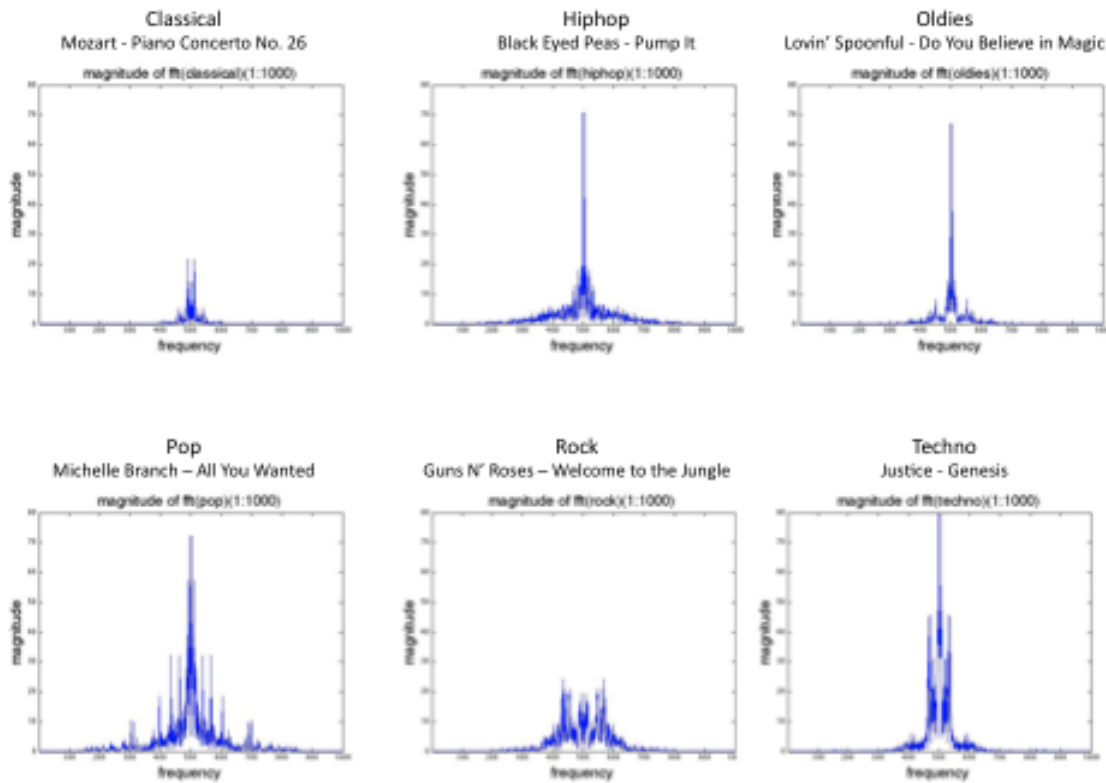 Classical
Mozart - Piano Concerto No. 26
magnitude of fft(classical)(1:1000)
magnitude
frequency
Hiphop
Black Eyed Peas - Pump It
magnitude of fft(hiphop)(1:1000)
magnitude
frequency
Oldies
Lovin' Spoonful - Do You Believe in Magic
magnitude of fft(oldies)(1:1000)
magnitude
frequency
Pop
Michelle Branch – All You Wanted
magnitude of fft(pop)(1:1000)
magnitude
frequency
Rock
Guns N' Roses – Welcome to the Jungle
magnitude of fft(rock)(1:1000)
magnitude
frequency
Techno
Justice - Genesis
magnitude of fft(techno)(1:1000)
magnitude
frequency